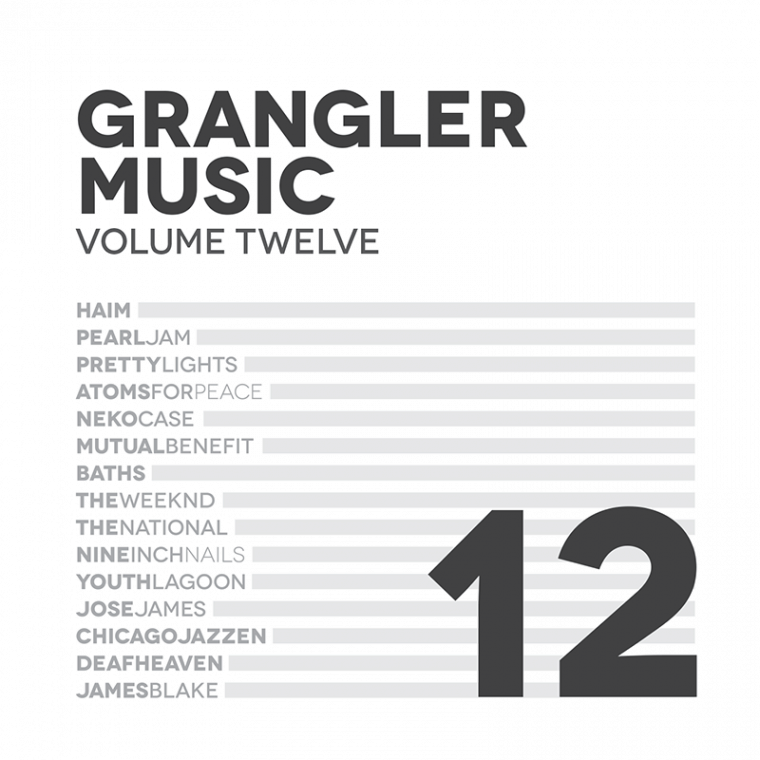 GRANGLER
MUSIC
VOLUME TWELVE
HAIM
PEARLJAM
PRETTYLIGHTS
ATOMSFORPEACE
NEKOCASE
MUTUALBENEFIT
BATHS
THEWEEKND
THENATIONAL
NINEINCHNAILS
YOUTHLAGOON
JOSEJAMES
CHICAGOJAZZEN
DEAFHEAVEN
JAMESBLAKE
12